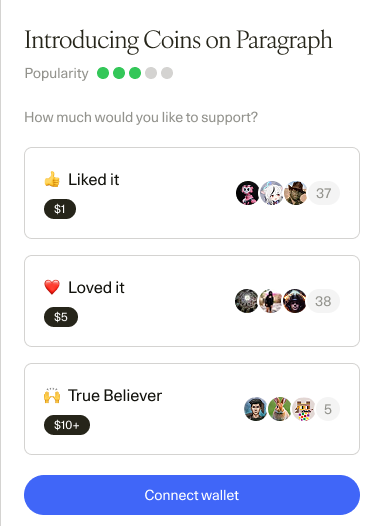 Introducing Coins on Paragraph
Popularity
How much would you like to support?
👍 Liked it
37
$1
❤️ Loved it
38
$5
🙌 True Believer
5
$10+
Connect wallet